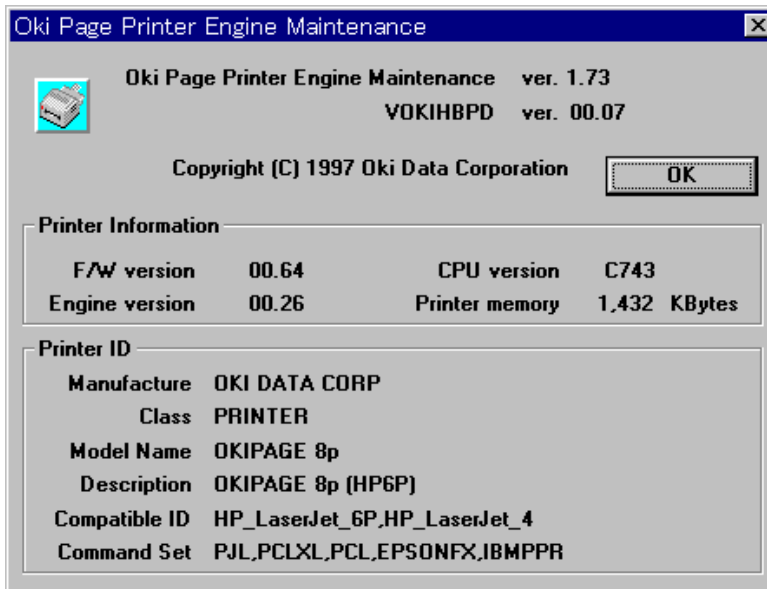 Oki Page Printer Engine Maintenance
Oki Page Printer Engine Maintenance ver. 1.73
VOKIHBPD ver. 00.07
Copyright (C) 1997 Oki Data Corporation OK
Printer Information
F/W version 00.64 CPU version C743
Engine version 00.26 Printer memory 1,432 KBytes
Printer ID
Manufacture OKI DATA CORP
Class PRINTER
Model Name OKIPAGE 8p
Description OKIPAGE 8p (HP6P)
Compatible ID HP_LaserJet_6P,HP_LaserJet_4
Command Set PJL,PCLXL,PCL,EPSONFX,IBMPPR